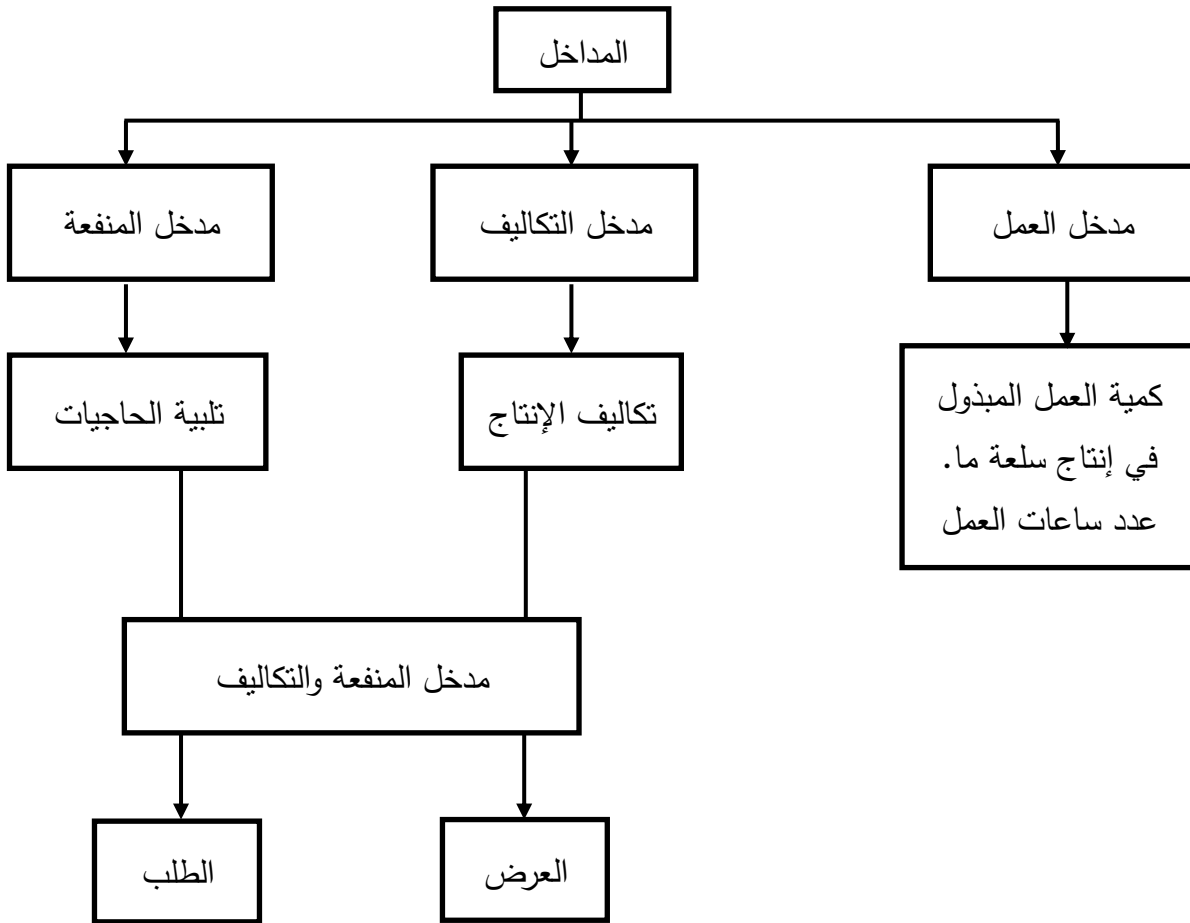 المداخل
مدخل العمل
مدخل التكاليف
مدخل المنفعة
كمية العمل المبذول
في إنتاج سلعة ما.
عدد ساعات العمل
تكاليف الإنتاج
تلبية الحاجيات
مدخل المنفعة والتكاليف
العرض
الطلب